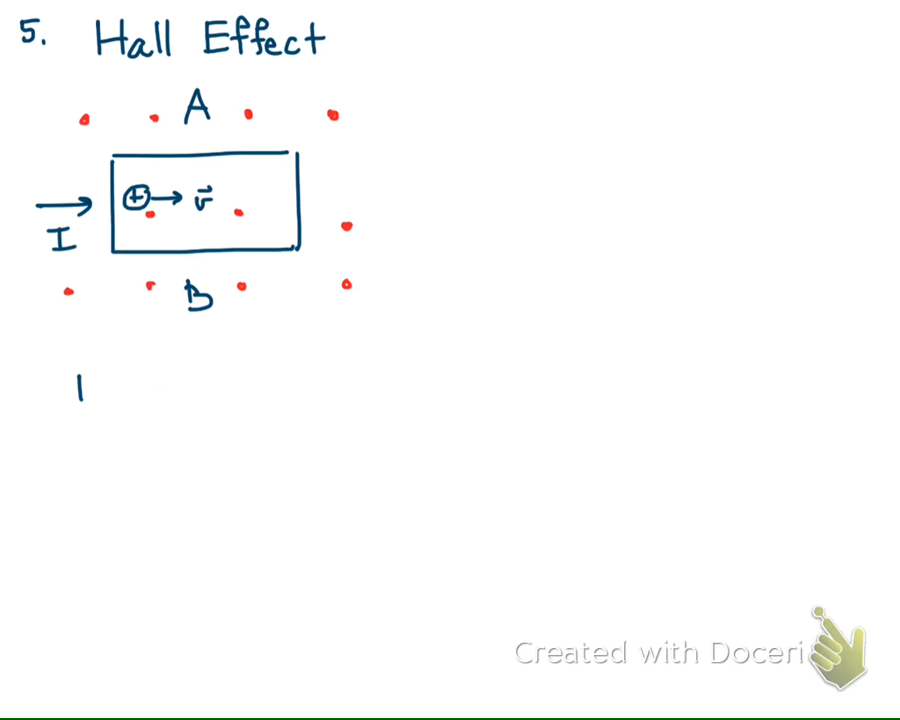 5. Hall Effect
A
⊕→ v⃗
I
B
Created with Doceri